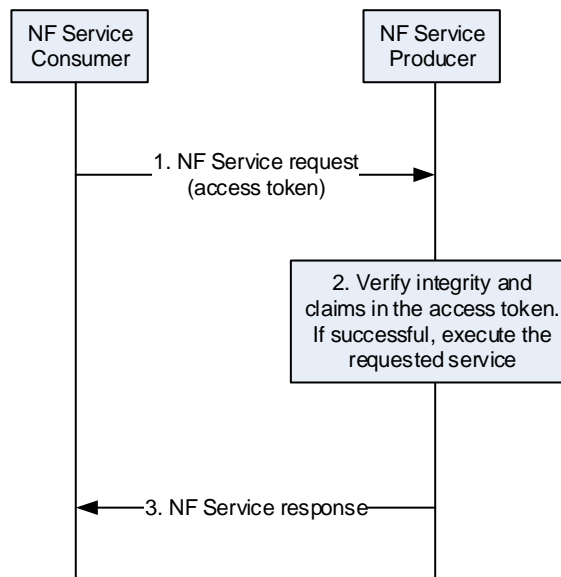 NF Service
Consumer
NF Service
Producer
1. NF Service request
(access token)
2. Verify integrity and
claims in the access token.
If successful, execute the
requested service
3. NF Service response